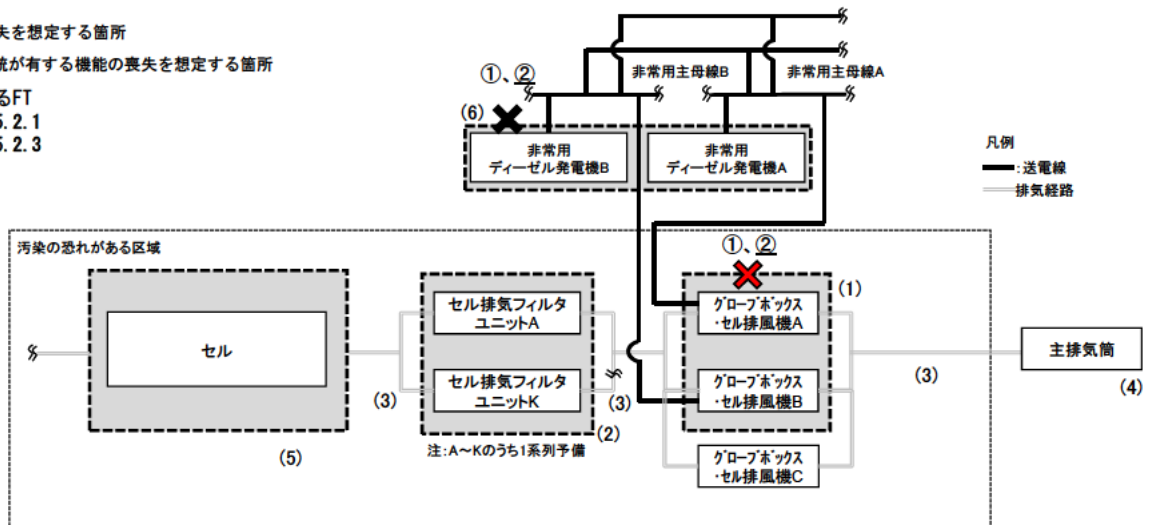 失を想定する箇所
統が有する機能の喪失を想定する箇所
るFT
5.2.1
5.2.3
①、②
非常用主母線B
非常用主母線A
(6)
非常用
ディーゼル発電機B
非常用
ディーゼル発電機A
凡例
:送電線
排気経路
汚染の恐れがある区域
①、②
(1)
セル
セル排気フィルタ
ユニットA
グローブボックス
・セル排風機A
主排気筒
(3)
セル排気フィルタ
ユニットK
(3)
グローブボックス
・セル排風機B
(3)
(4)
(2)
(5)
注:A～Kのうち1系列予備
グローブボックス
・セル排風機C